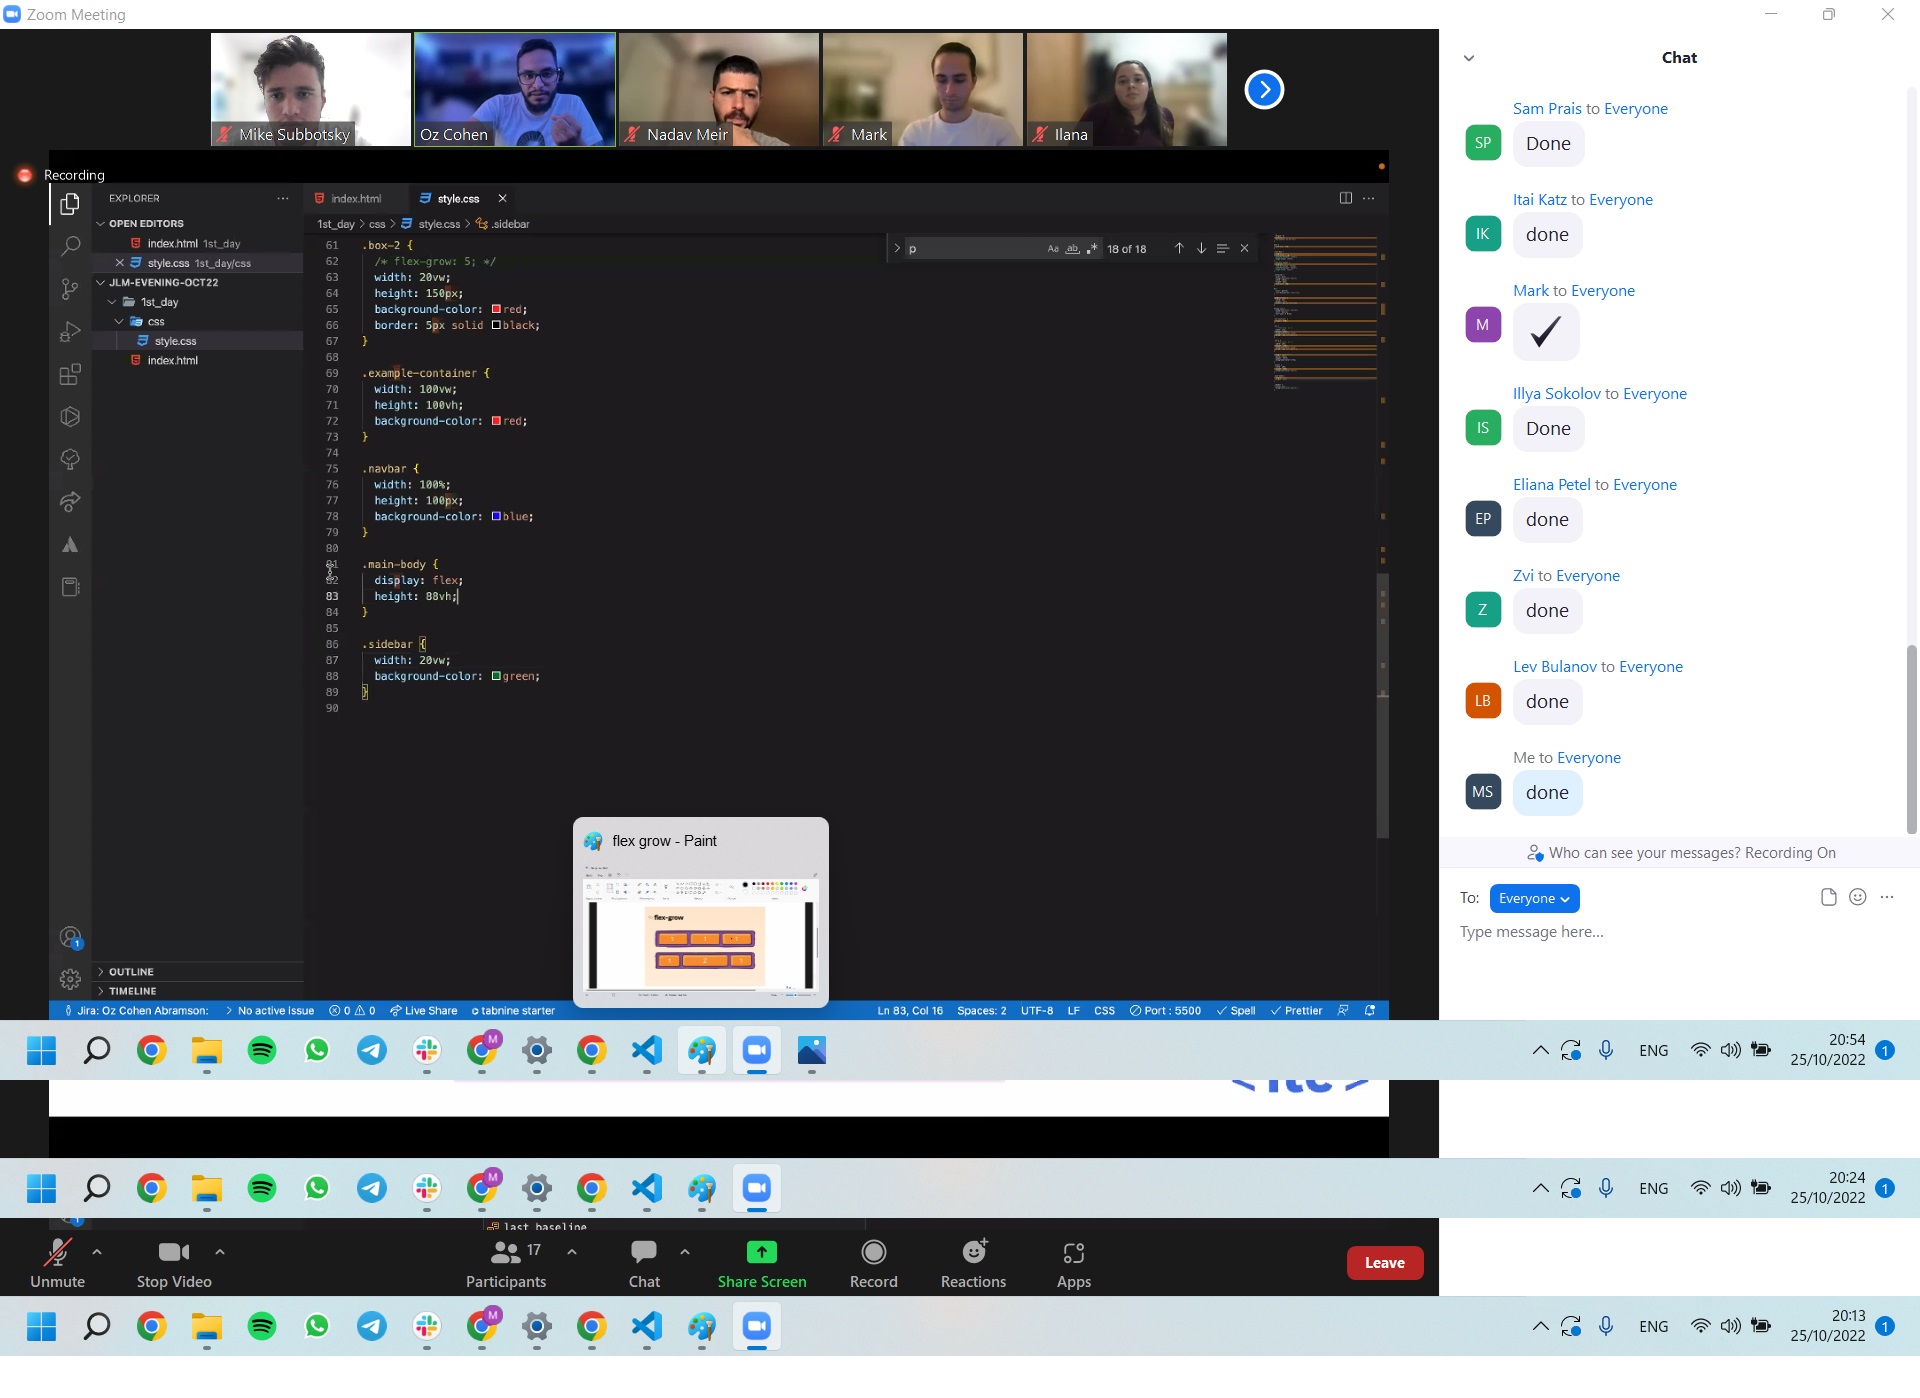 Zoom Meeting
Mike Subbotsky
Oz Cohen
Nadav Meir
Mark
Ilana
Recording
EXPLORER
OPEN EDITORS
index.html 1st_day
style.css 1st_day/css
JLM-EVENING-OCT22
1st_day
css
style.css
index.html
OUTLINE
TIMELINE
index.html
style.css
1st_day > css > style.css > .sidebar
p
Aa
ab
18 of 18
61 .box-2 {
62 /* flex-grow: 5; */
63 width: 20vw;
64 height: 150px;
65 background-color: red;
66 border: 5px solid black;
67 }
68
69 .example-container {
70 width: 100vw;
71 height: 100vh;
72 background-color: red;
73 }
74
75 .navbar {
76 width: 100%;
77 height: 100px;
78 background-color: blue;
79 }
80
81 .main-body {
82 display: flex;
83 height: 88vh;
84 }
85
86 .sidebar {
87 width: 20vw;
88 background-color: green;
89 }
90
flex grow - Paint
flex-grow
1
2
1
1
Jira: Oz Cohen Abramson:
No active issue
0
0
Live Share
tabnine starter
Ln 83, Col 16
Spaces: 2
UTF-8
LF
CSS
Port : 5500
Spell
Prettier
Chat
Sam Prais to Everyone
SP
Done
Itai Katz to Everyone
IK
done
Mark to Everyone
M
Illya Sokolov to Everyone
IS
Done
Eliana Petel to Everyone
EP
done
Zvi to Everyone
Z
done
Lev Bulanov to Everyone
LB
done
Me to Everyone
MS
done
Who can see your messages? Recording On
To: Everyone
Type message here...
M
ENG
20:54
25/10/2022
1
M
ENG
20:24
25/10/2022
1
last baseline
Unmute
Stop Video
17
Participants
Chat
Share Screen
Record
Reactions
Apps
Leave
M
ENG
20:13
25/10/2022
1